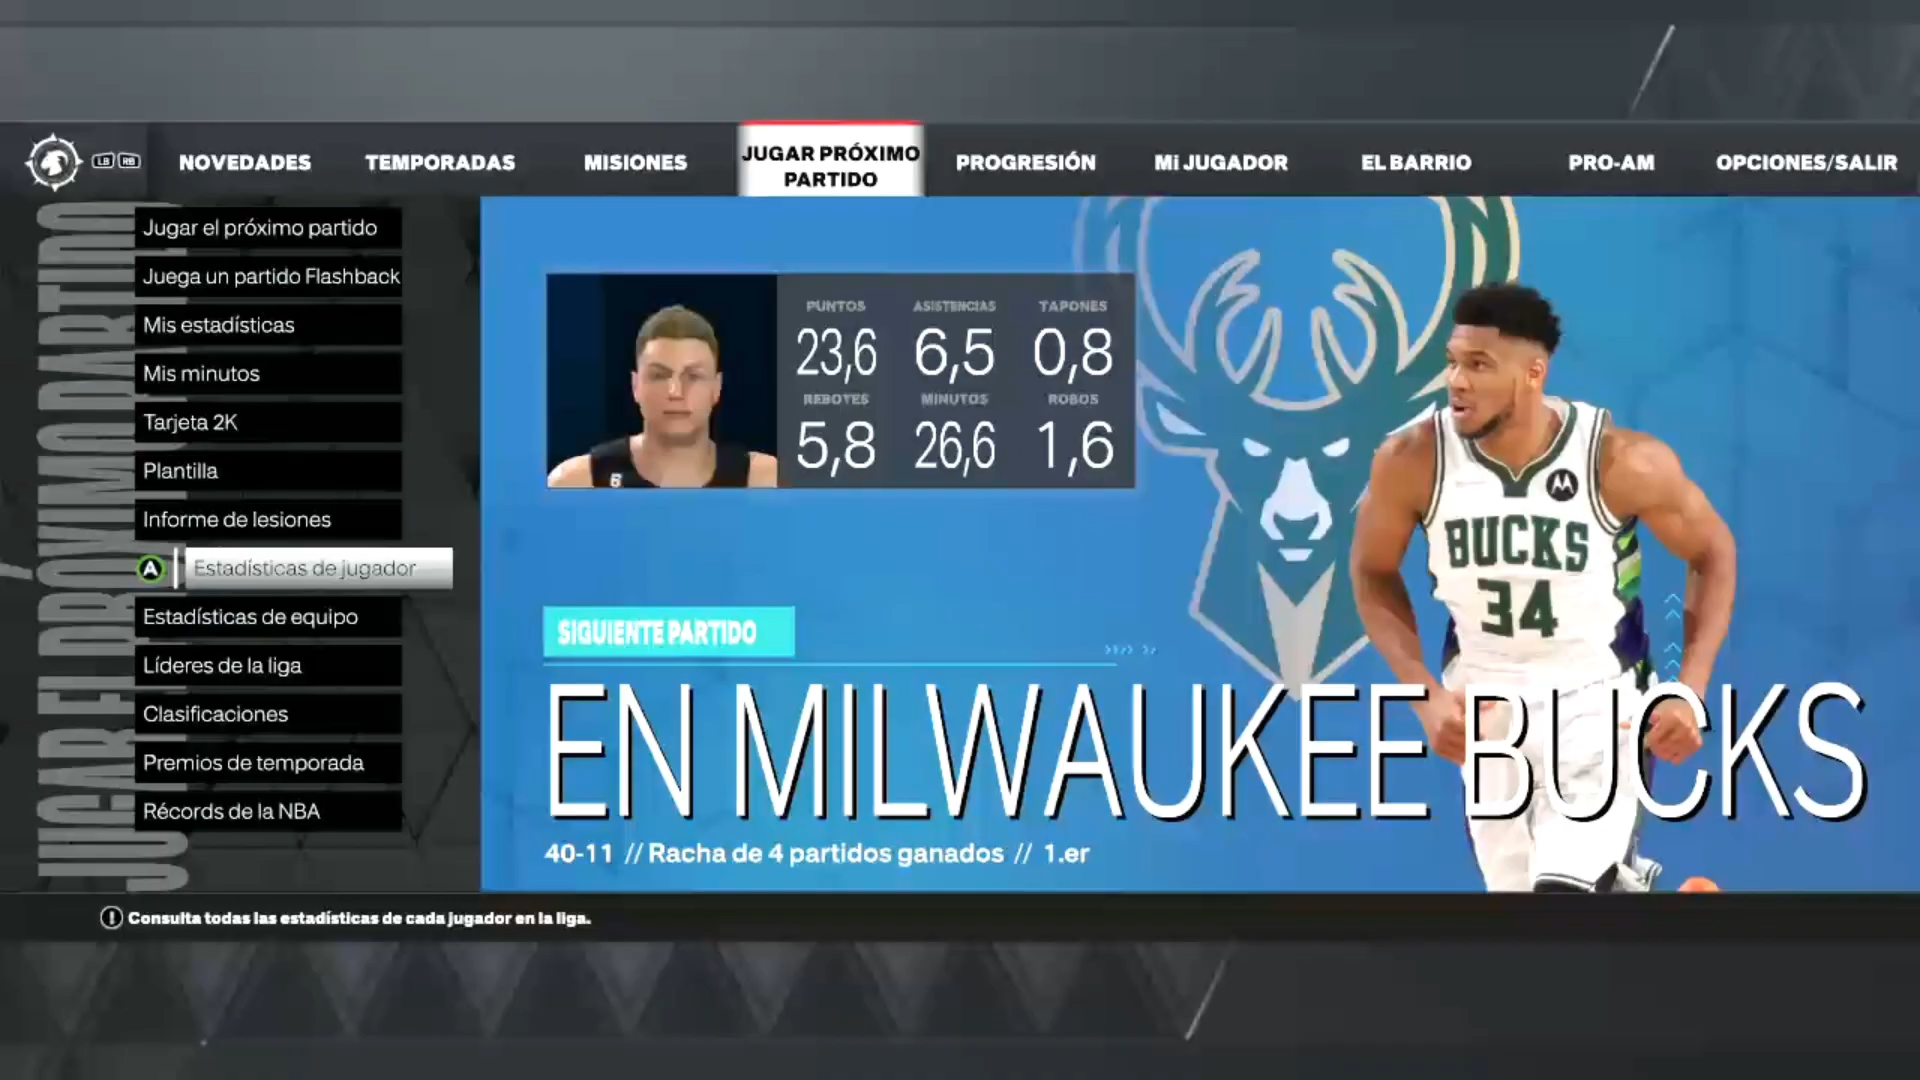 LB RB
NOVEDADES
TEMPORADAS
MISIONES
JUGAR PRÓXIMO
PARTIDO
PROGRESIÓN
Mi JUGADOR
EL BARRIO
PRO-AM
OPCIONES/SALIR
JUGAR EL PRÓXIMO PARTIDO
Jugar el próximo partido
Juega un partido Flashback
Mis estadísticas
Mis minutos
Tarjeta 2K
Plantilla
Informe de lesiones
A Estadísticas de jugador
Estadísticas de equipo
Líderes de la liga
Clasificaciones
Premios de temporada
Récords de la NBA
6
PUNTOS ASISTENCIAS TAPONES
23,6 6,5 0,8
REBOTES MINUTOS ROBOS
5,8 26,6 1,6
BUCKS
34
SIGUIENTE PARTIDO
EN MILWAUKEE BUCKS
40-11 // Racha de 4 partidos ganados // 1.er
Consulta todas las estadísticas de cada jugador en la liga.